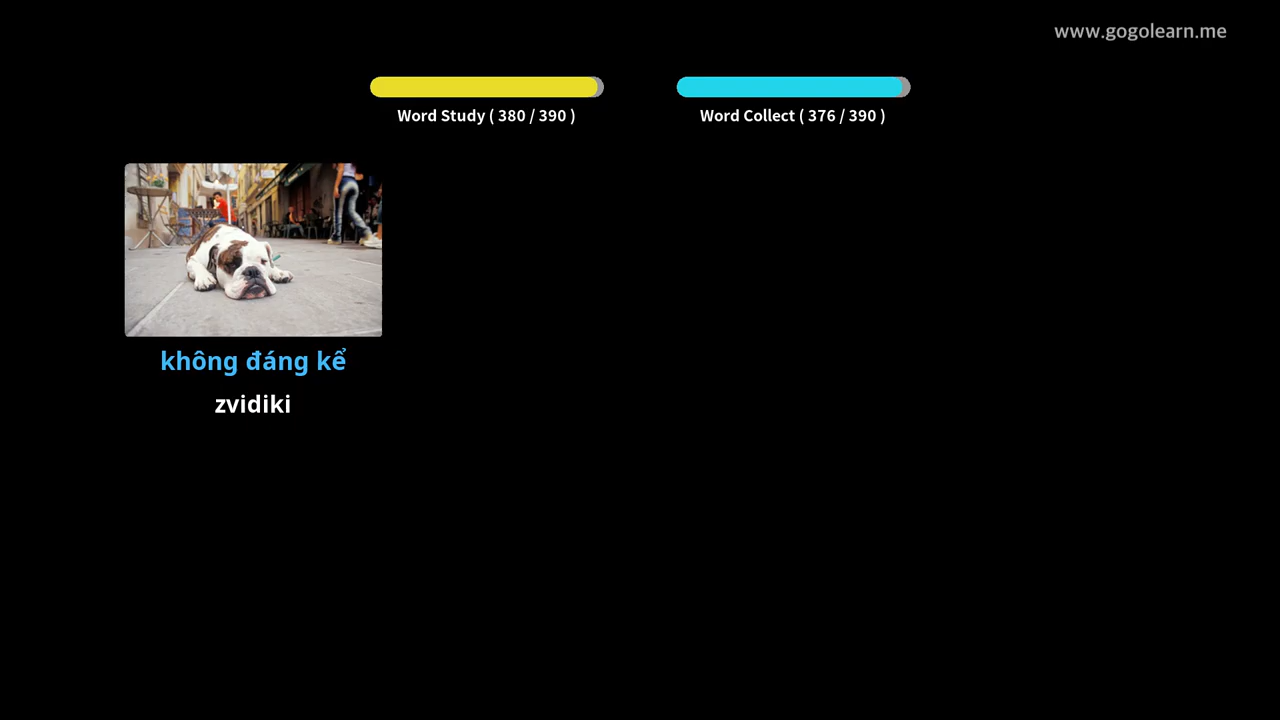 www.gogolearn.me
Word Study ( 380 / 390 )
Word Collect ( 376 / 390 )
không đáng kể
zvidiki